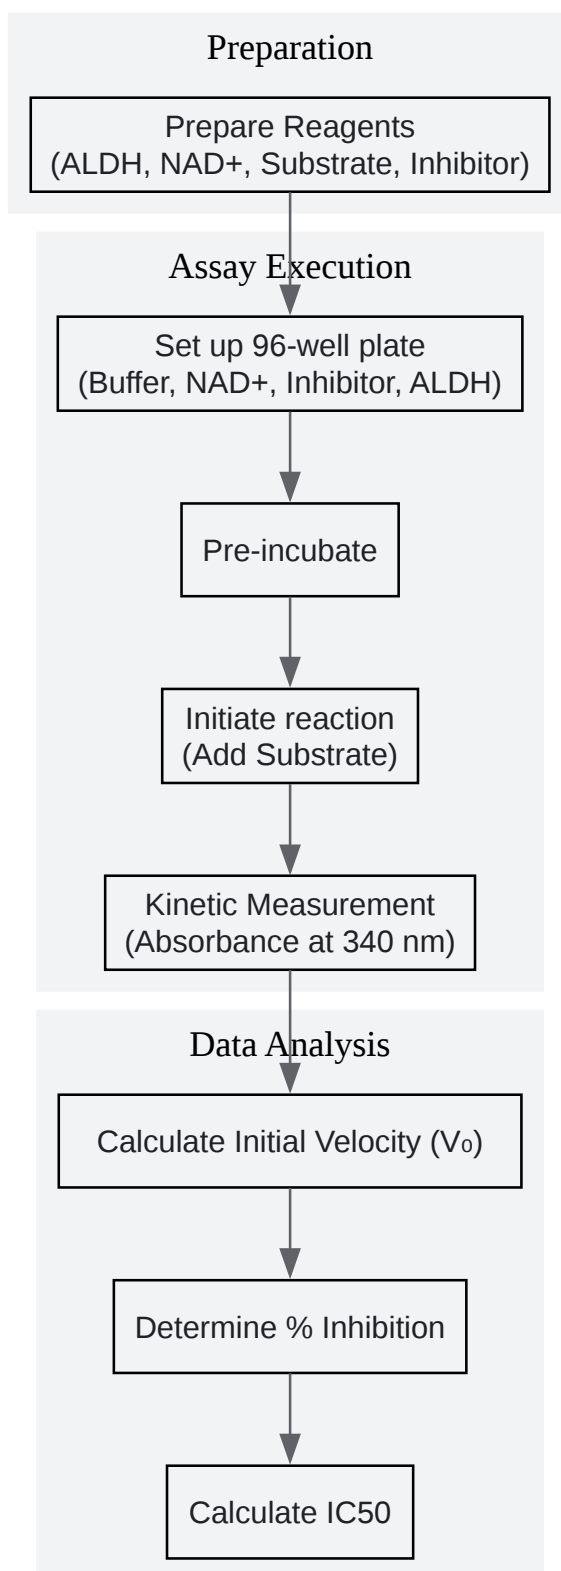 Preparation
Prepare Reagents
(ALDH, NAD+, Substrate, Inhibitor)
Assay Execution
Set up 96-well plate
(Buffer, NAD+, Inhibitor, ALDH)
Pre-incubate
Initiate reaction
(Add Substrate)
Kinetic Measurement
(Absorbance at 340 nm)
Data Analysis
Calculate Initial Velocity (V₀)
Determine % Inhibition
Calculate IC50